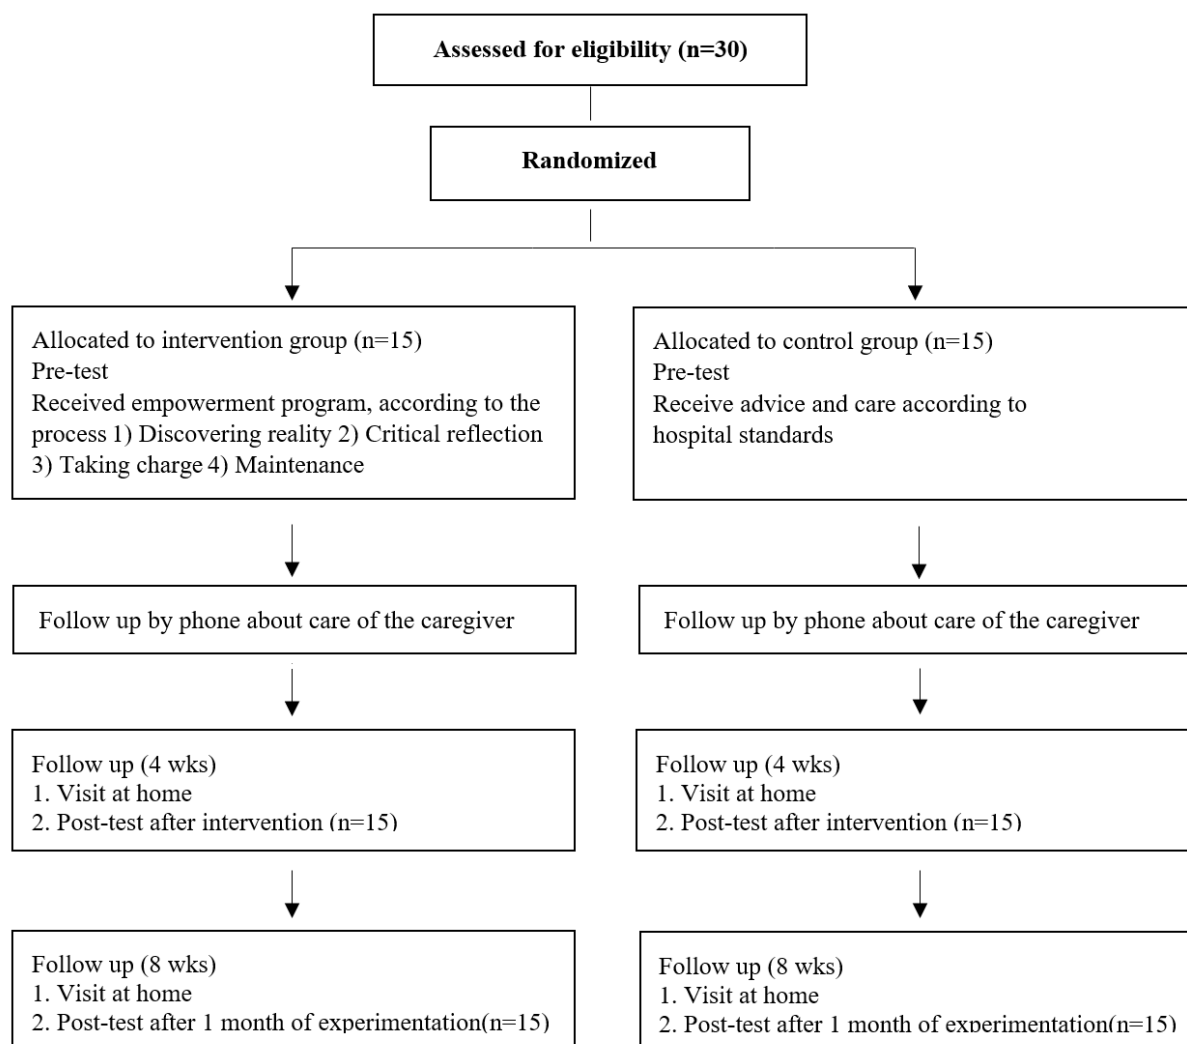 Assessed for eligibility (n=30)
Randomized
Allocated to intervention group (n=15)
Pre-test
Received empowerment program, according to the
process 1) Discovering reality 2) Critical reflection
3) Taking charge 4) Maintenance
Allocated to control group (n=15)
Pre-test
Receive advice and care according to
hospital standards
Follow up by phone about care of the caregiver
Follow up by phone about care of the caregiver
Follow up (4 wks)
1. Visit at home
2. Post-test after intervention (n=15)
Follow up (4 wks)
1. Visit at home
2. Post-test after intervention (n=15)
Follow up (8 wks)
1. Visit at home
2. Post-test after 1 month of experimentation(n=15)
Follow up (8 wks)
1. Visit at home
2. Post-test after 1 month of experimentation(n=15)